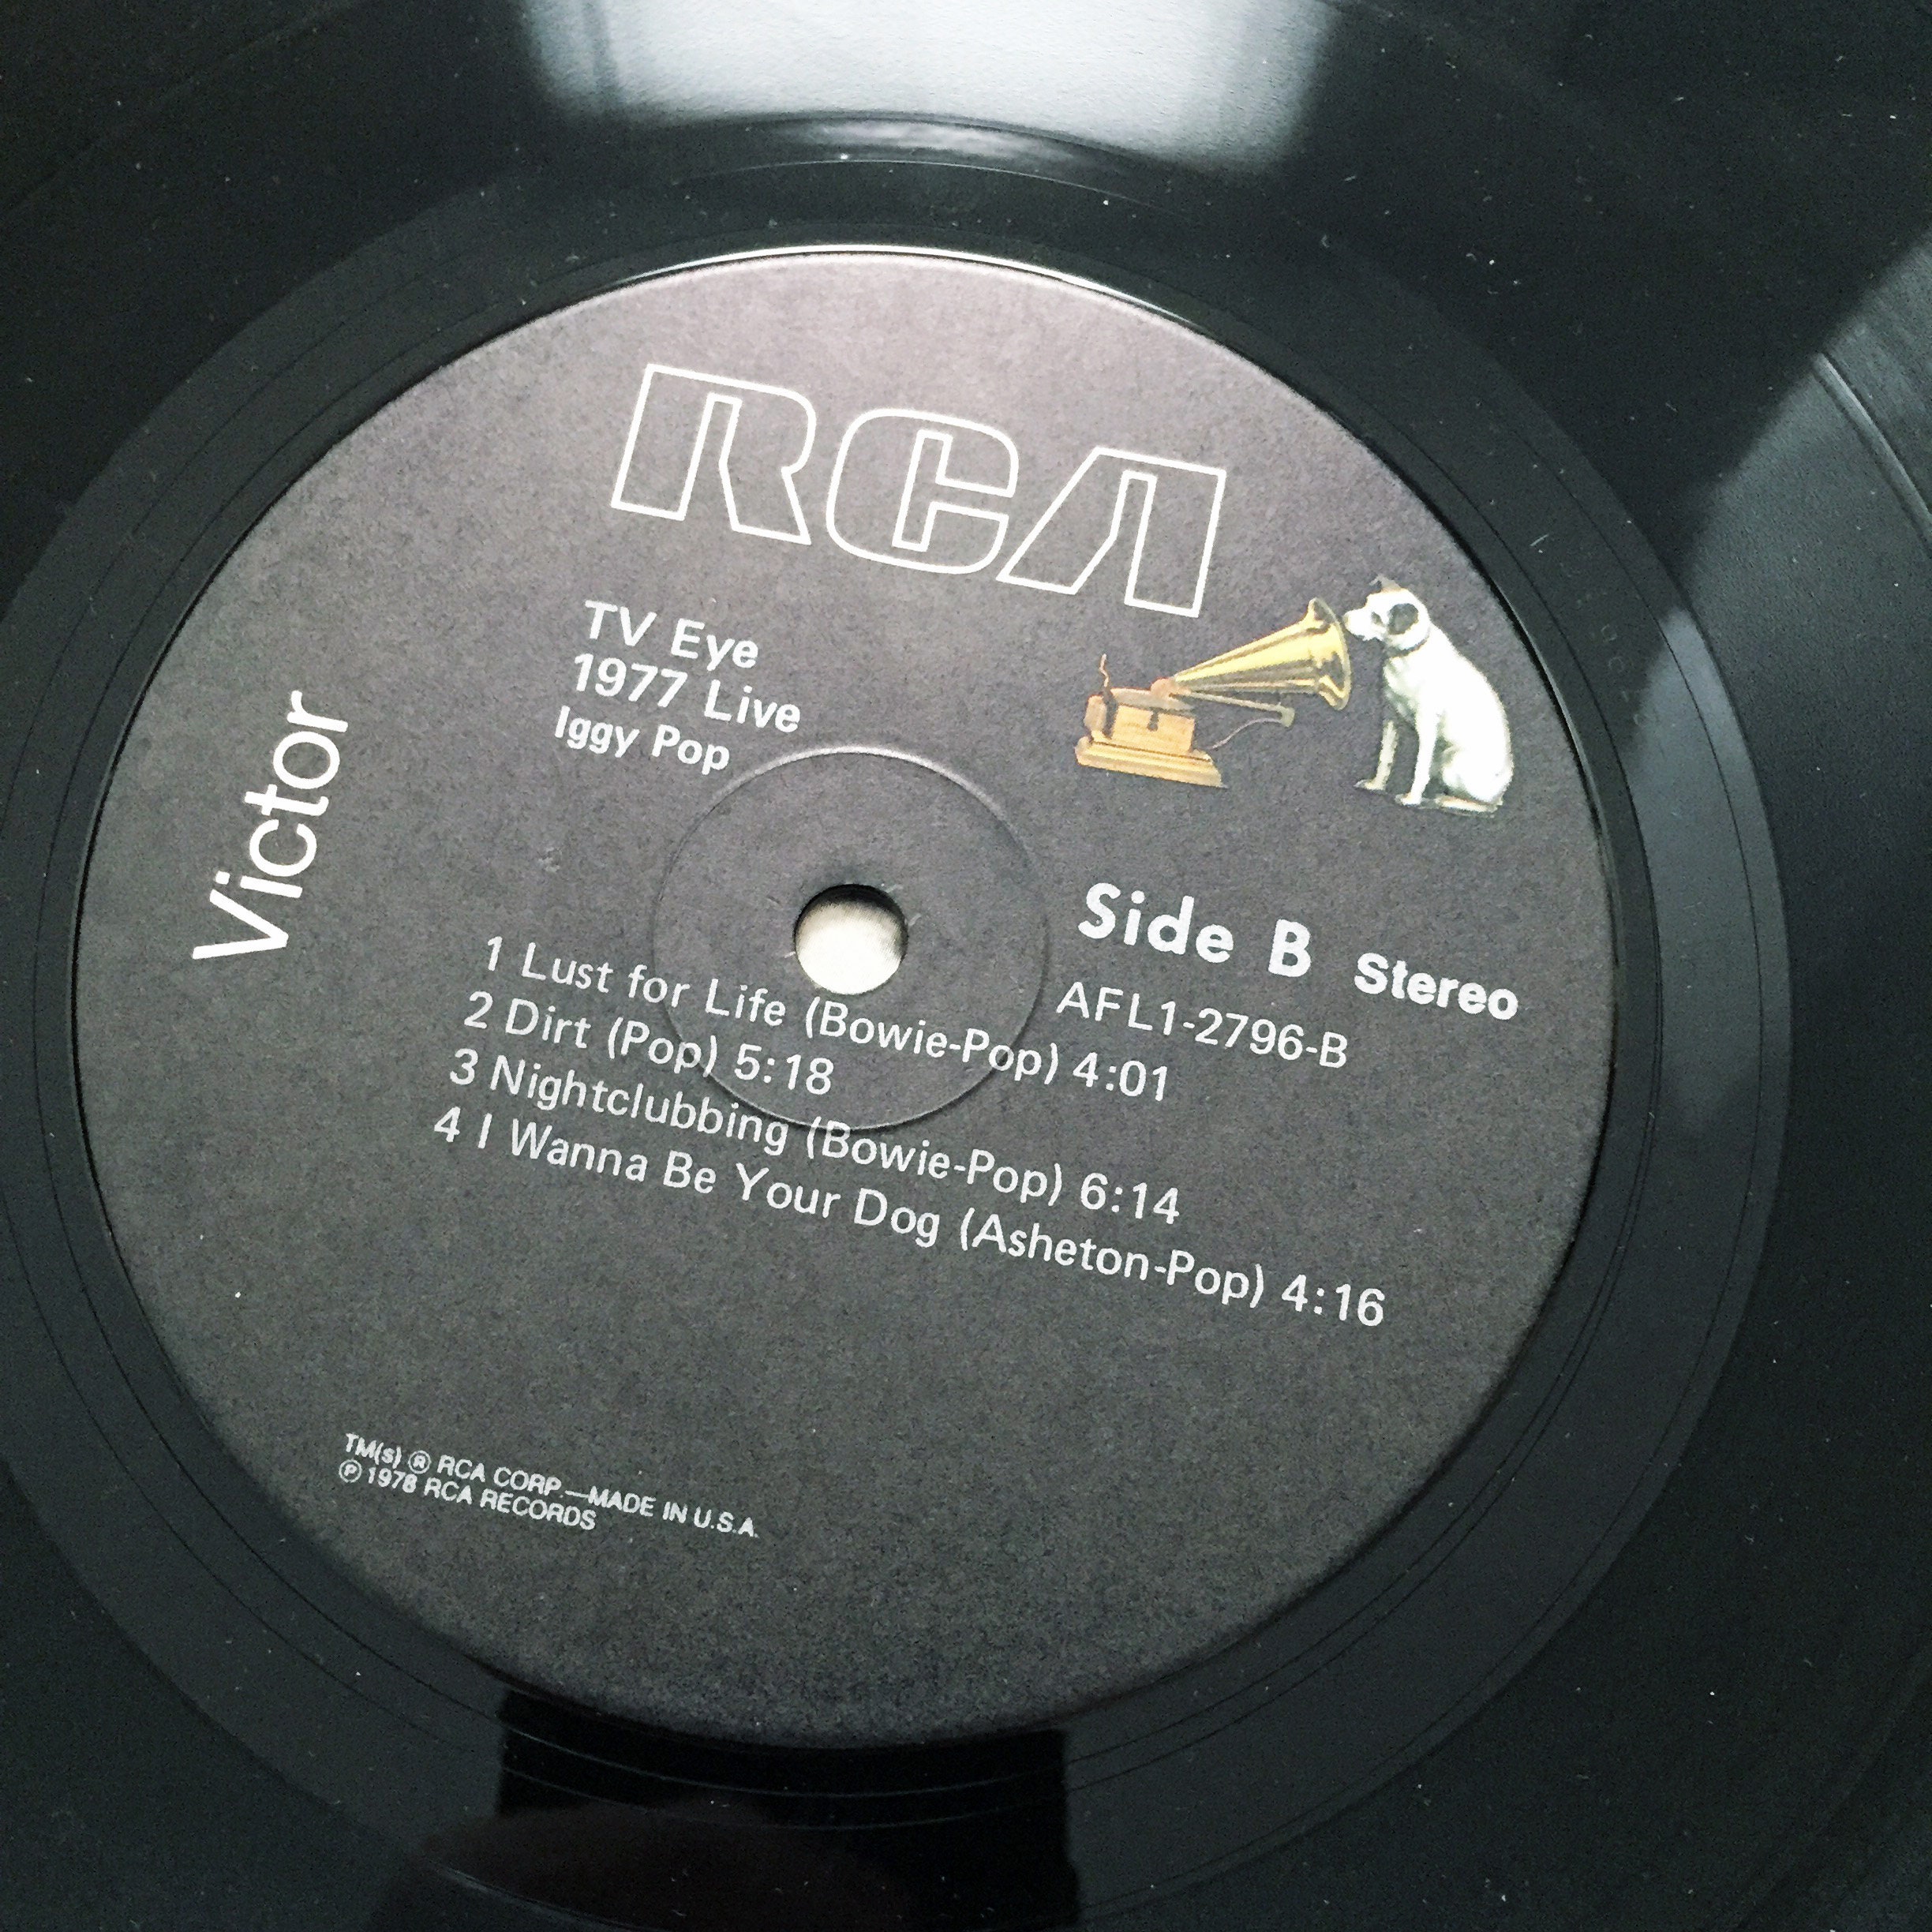 RCA
TV Eye
1977 Live
Iggy Pop
Victor
Side B Stereo
AFL1-2796-B
1 Lust for Life (Bowie-Pop) 4:01
2 Dirt (Pop) 5:18
3 Nightclubbing (Bowie-Pop) 6:14
4 I Wanna Be Your Dog (Asheton-Pop) 4:16
TM(s) ® RCA CORP.—MADE IN U.S.A.
℗ 1978 RCA RECORDS